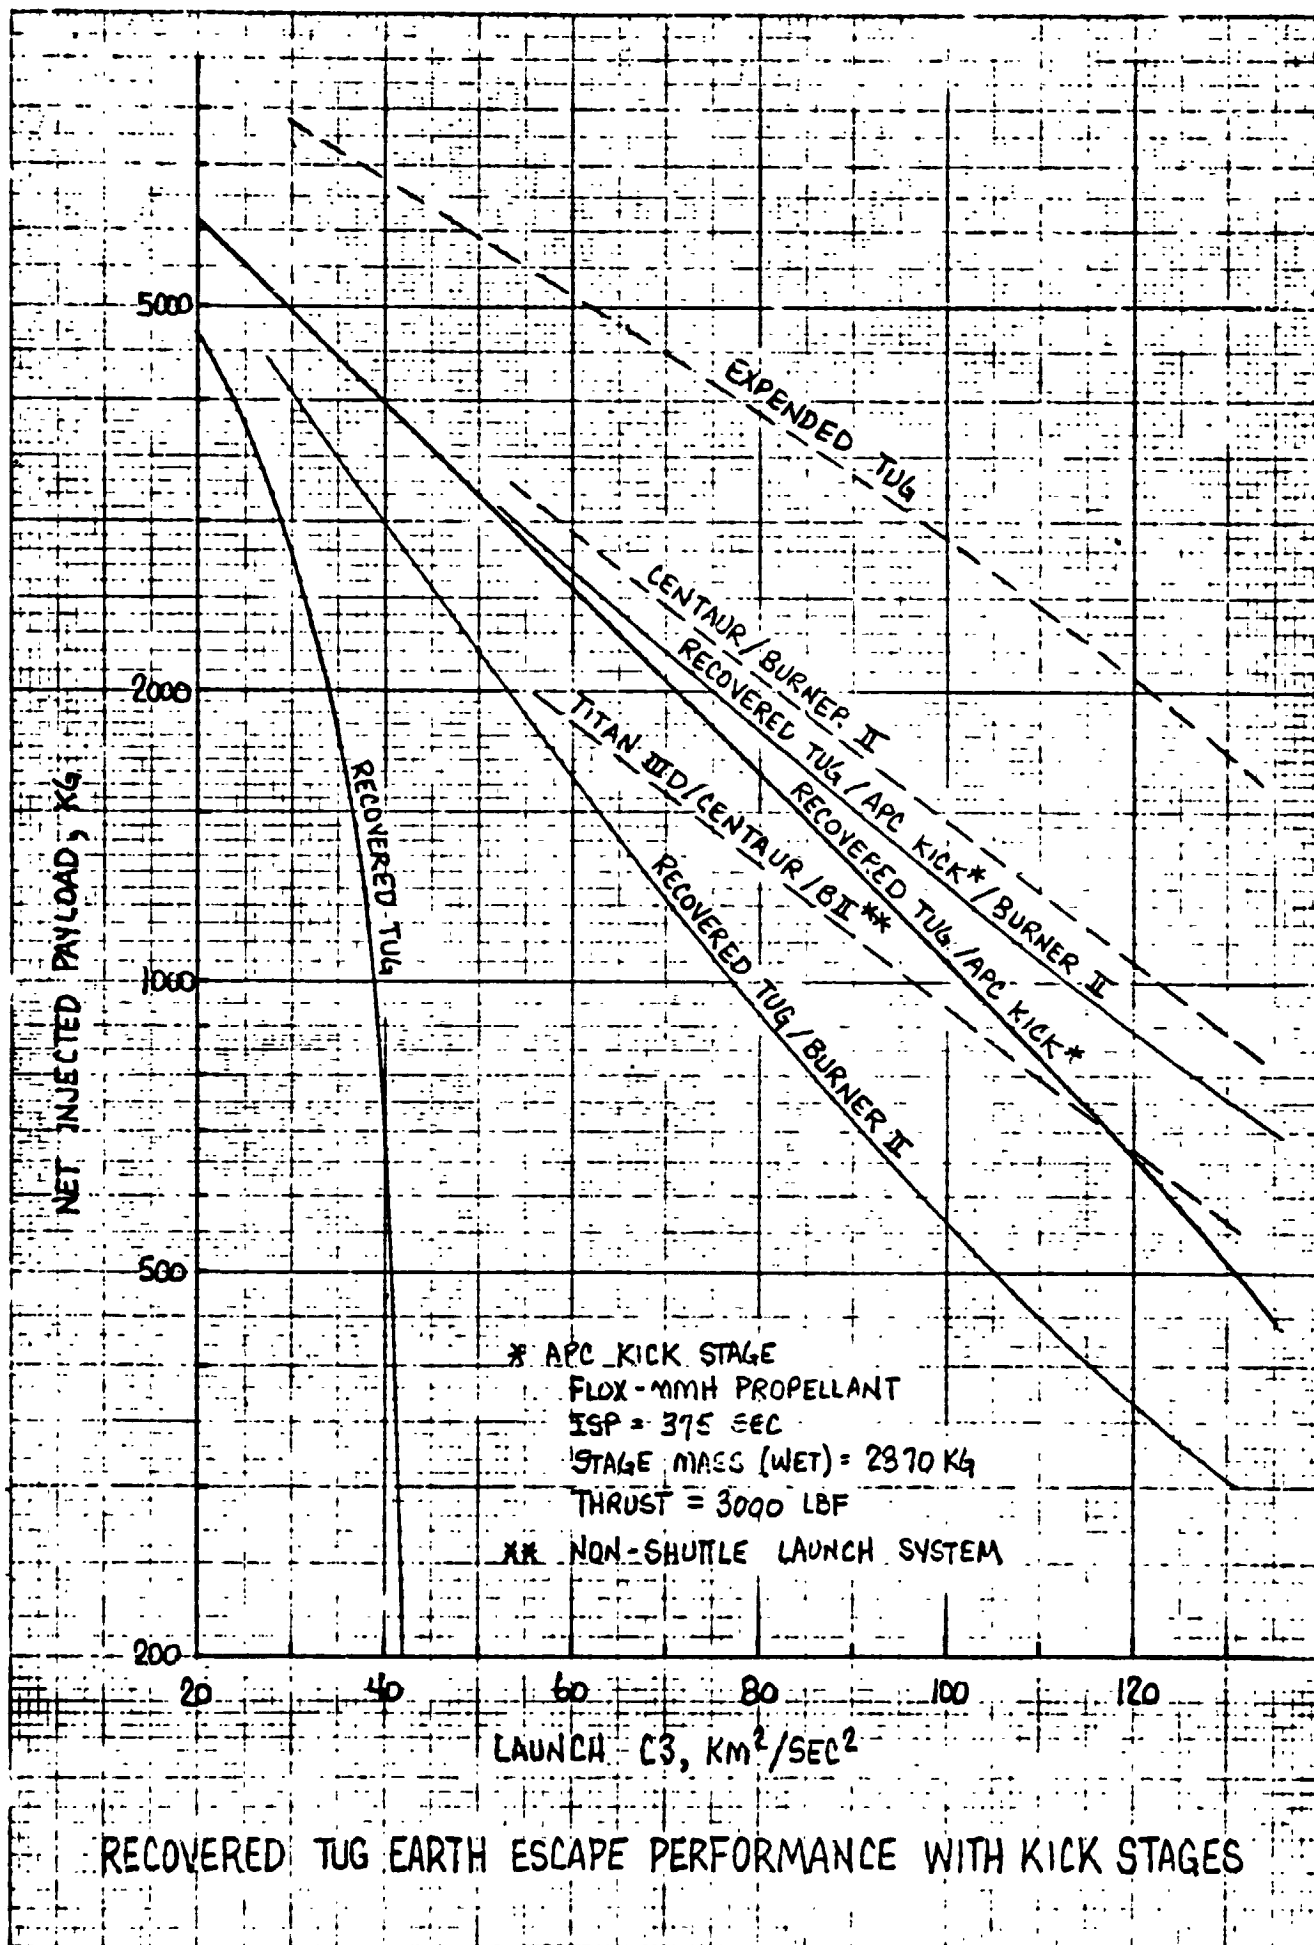 5000
2000
1000
500
200
20 40 60 80 100 120
NET INJECTED PAYLOAD, KG
LAUNCH C3, KM²/SEC²
EXPENDED TUG
CENTAUR/BURNER II
RECOVERED TUG/APC KICK*/BURNER II
RECOVERED TUG/APC KICK*
TITAN IIID/CENTAUR/BII**
RECOVERED TUG/BURNER II
RECOVERED TUG
* APC KICK STAGE
FLOX-MMH PROPELLANT
ISP = 375 SEC
STAGE MASS (WET) = 2870 KG
THRUST = 3000 LBF
** NON-SHUTTLE LAUNCH SYSTEM
RECOVERED TUG EARTH ESCAPE PERFORMANCE WITH KICK STAGES